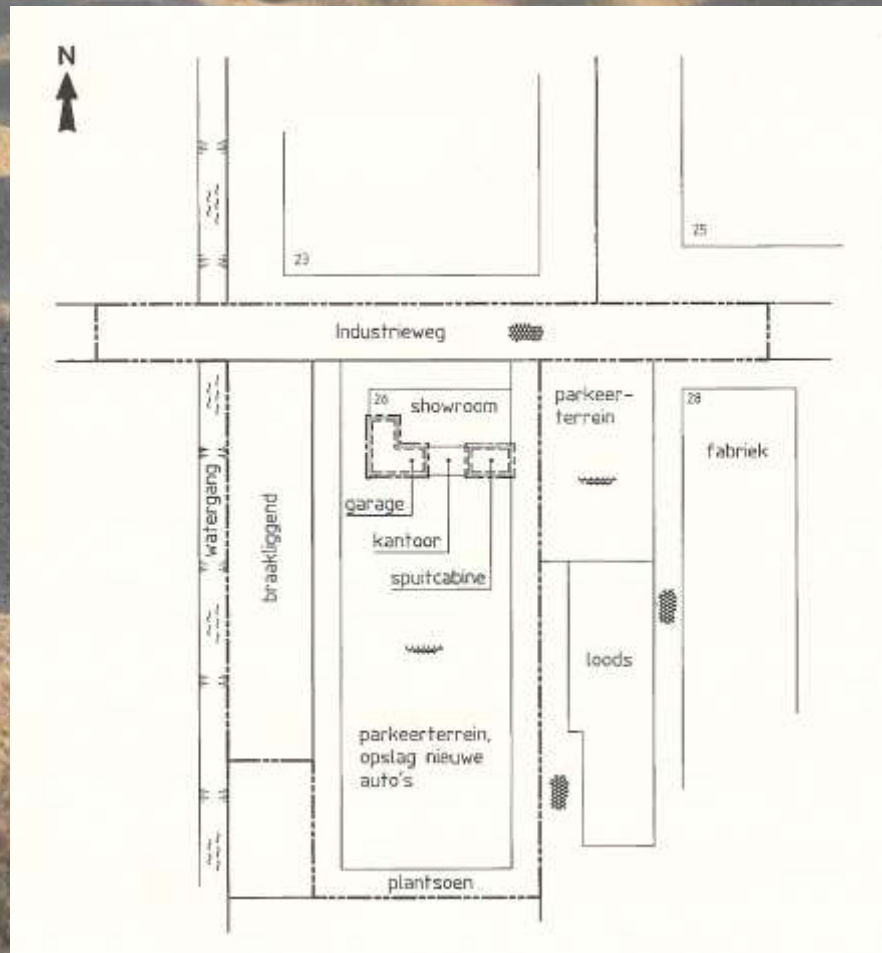 N
23
25
Industrieweg
26
showroom
parkeer-
terrein
28
fabriek
garage
watergang
braakliggend
kantoor
spuitcabine
loods
parkeerterrein,
opslag nieuwe
auto's
plantsoen